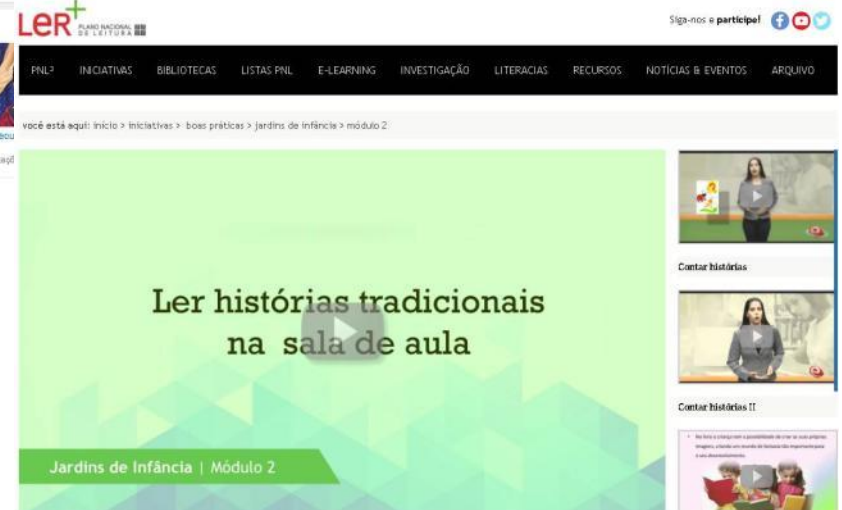 LER+ PLANO NACIONAL
DE LEITURA
Siga-nos e participe!
PNL² INICIATIVAS BIBLIOTECAS LISTAS PNL E-LEARNING INVESTIGAÇÃO LITERACIAS RECURSOS NOTÍCIAS & EVENTOS ARQUIVO
você está aqui: início > iniciativas > boas práticas > jardins de infância > módulo 2
Ler histórias tradicionais
na sala de aula
Jardins de Infância | Módulo 2
Contar histórias
Contar histórias II